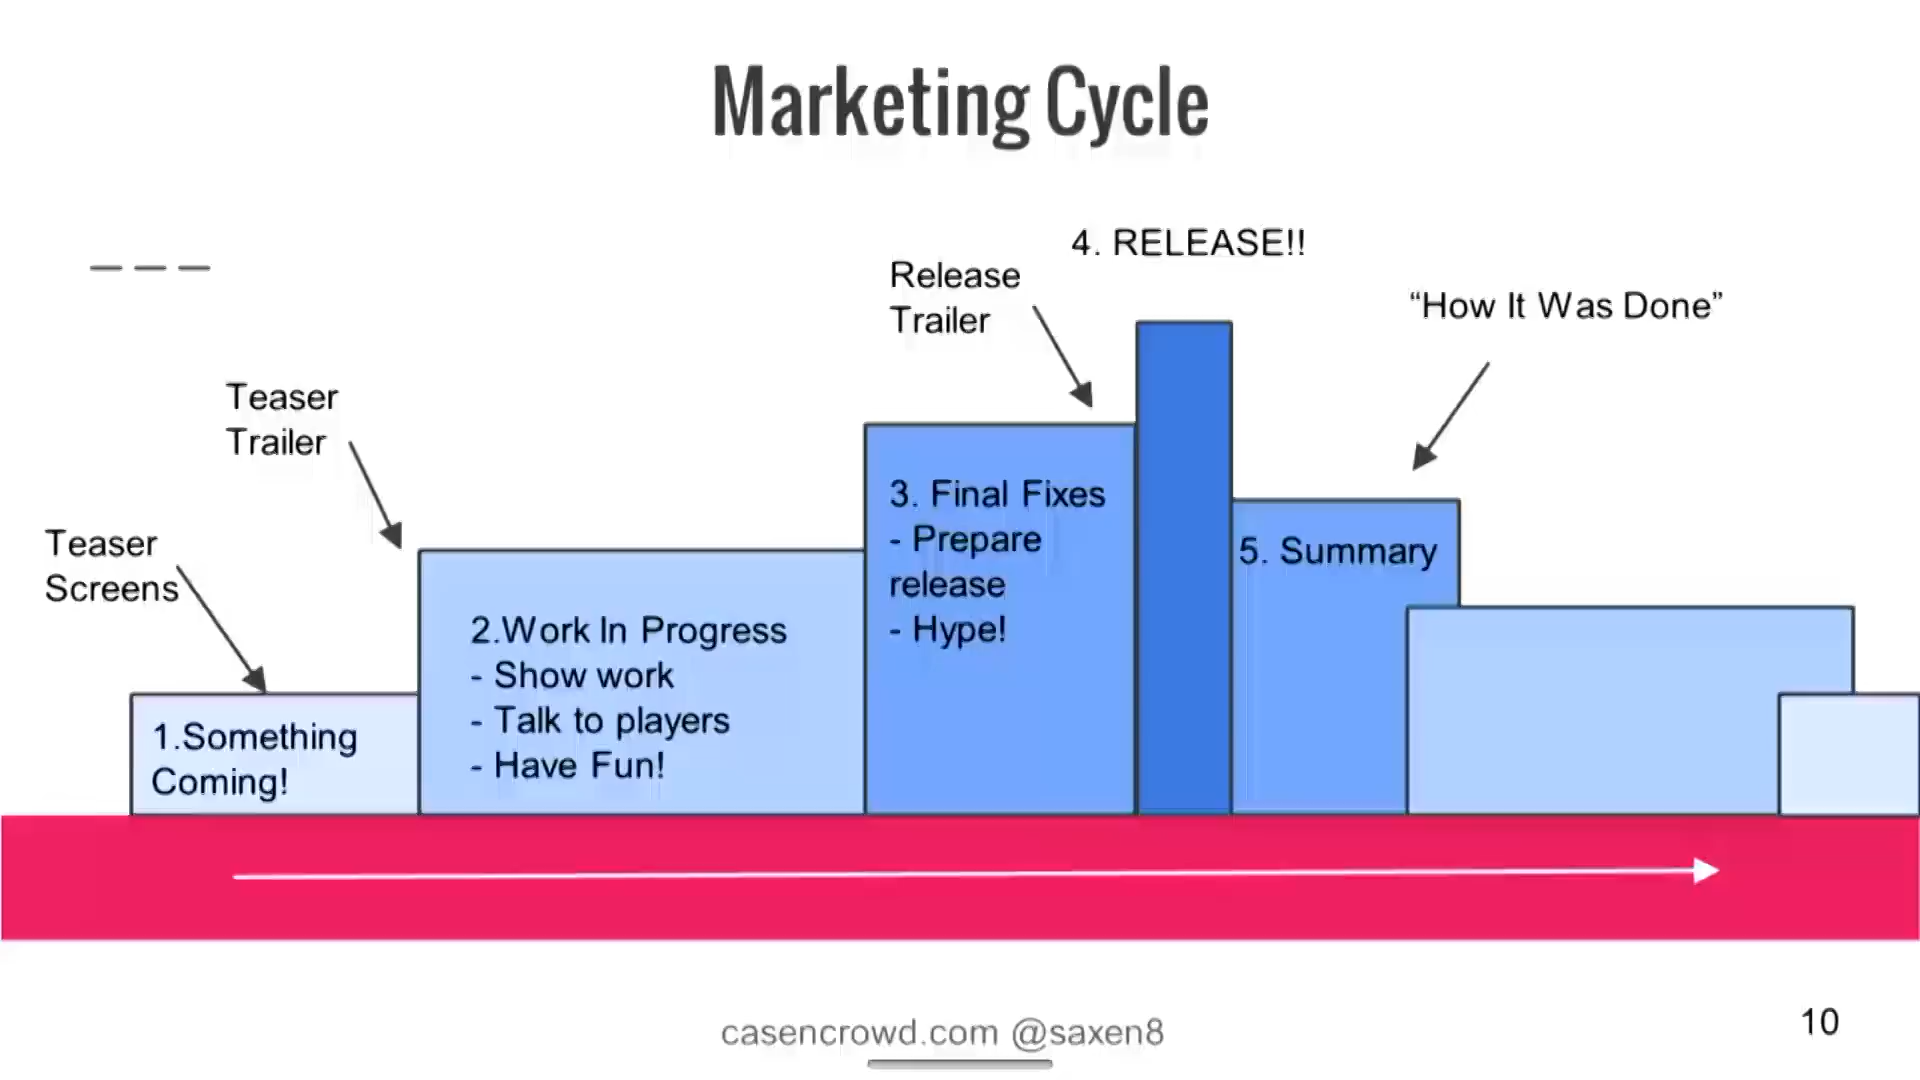 Marketing Cycle
4. RELEASE!!
Release
Trailer
“How It Was Done”
Teaser
Trailer
Teaser
Screens
1.Something
Coming!
2.Work In Progress
- Show work
- Talk to players
- Have Fun!
3. Final Fixes
- Prepare
release
- Hype!
5. Summary
casencrowd.com @saxen8
10